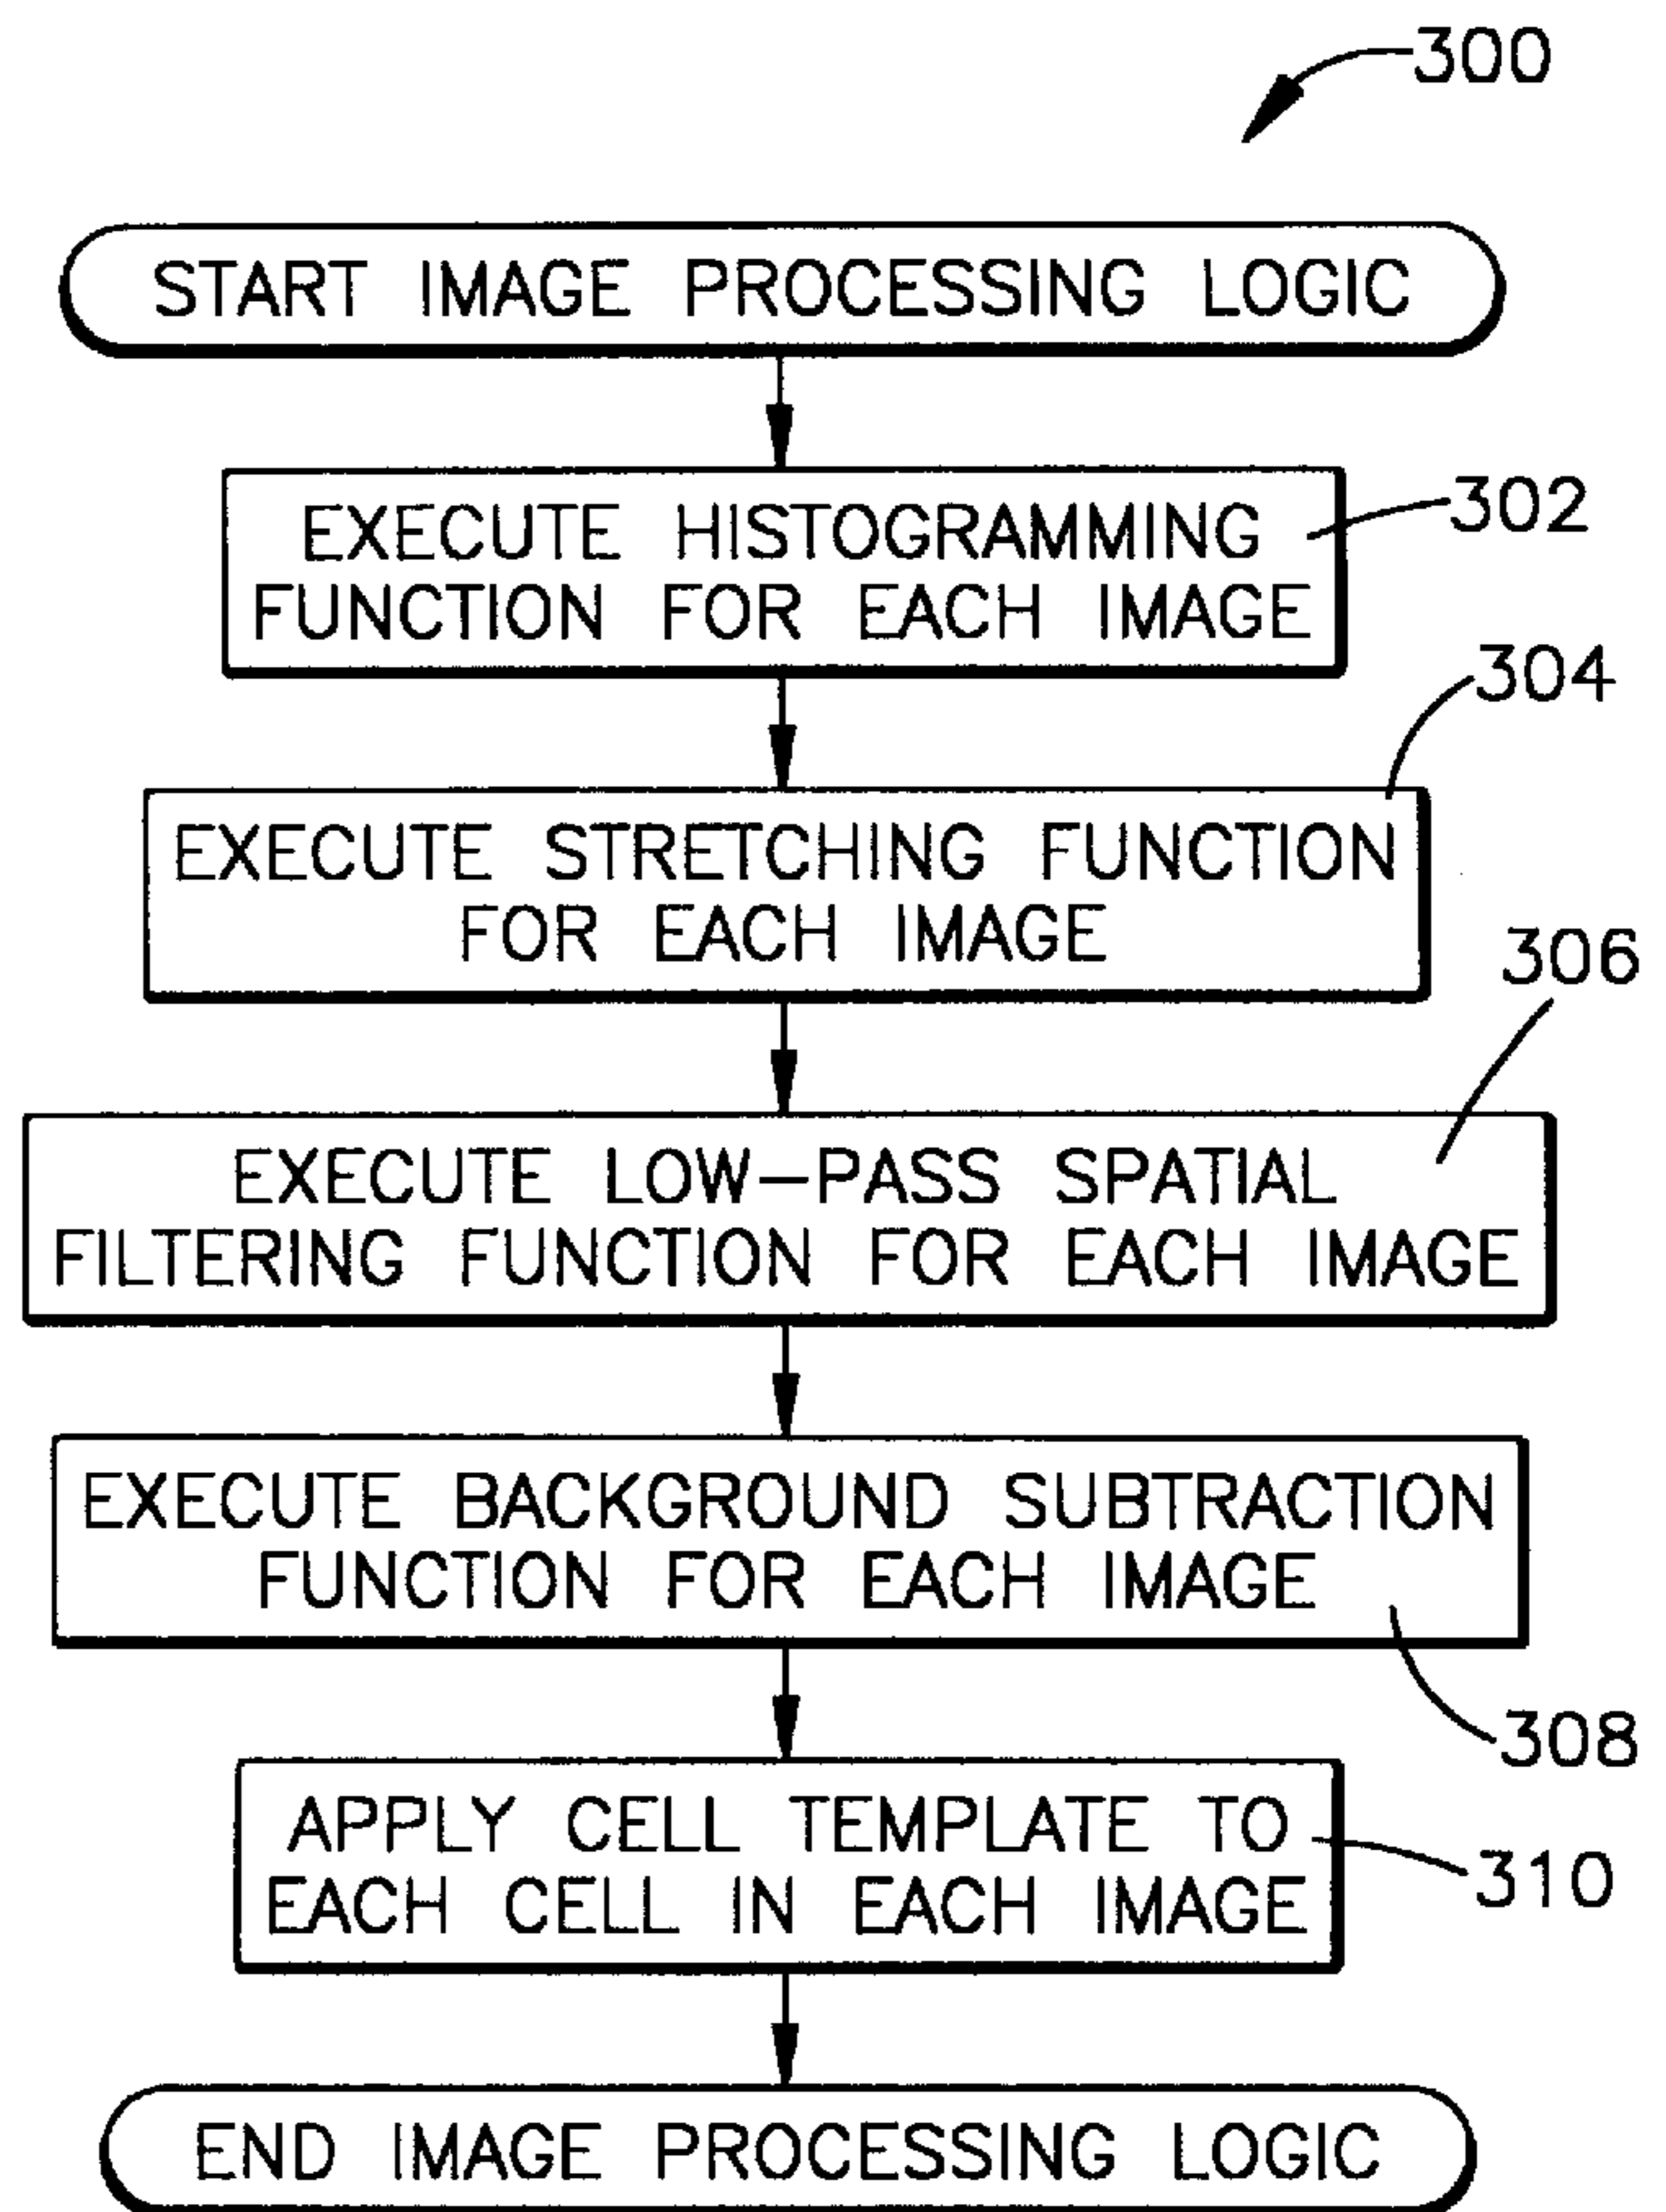 300
START IMAGE PROCESSING LOGIC
EXECUTE HISTOGRAMMING
FUNCTION FOR EACH IMAGE
302
304
EXECUTE STRETCHING FUNCTION
FOR EACH IMAGE
306
EXECUTE LOW-PASS SPATIAL
FILTERING FUNCTION FOR EACH IMAGE
EXECUTE BACKGROUND SUBTRACTION
FUNCTION FOR EACH IMAGE
308
APPLY CELL TEMPLATE TO
EACH CELL IN EACH IMAGE
310
END IMAGE PROCESSING LOGIC